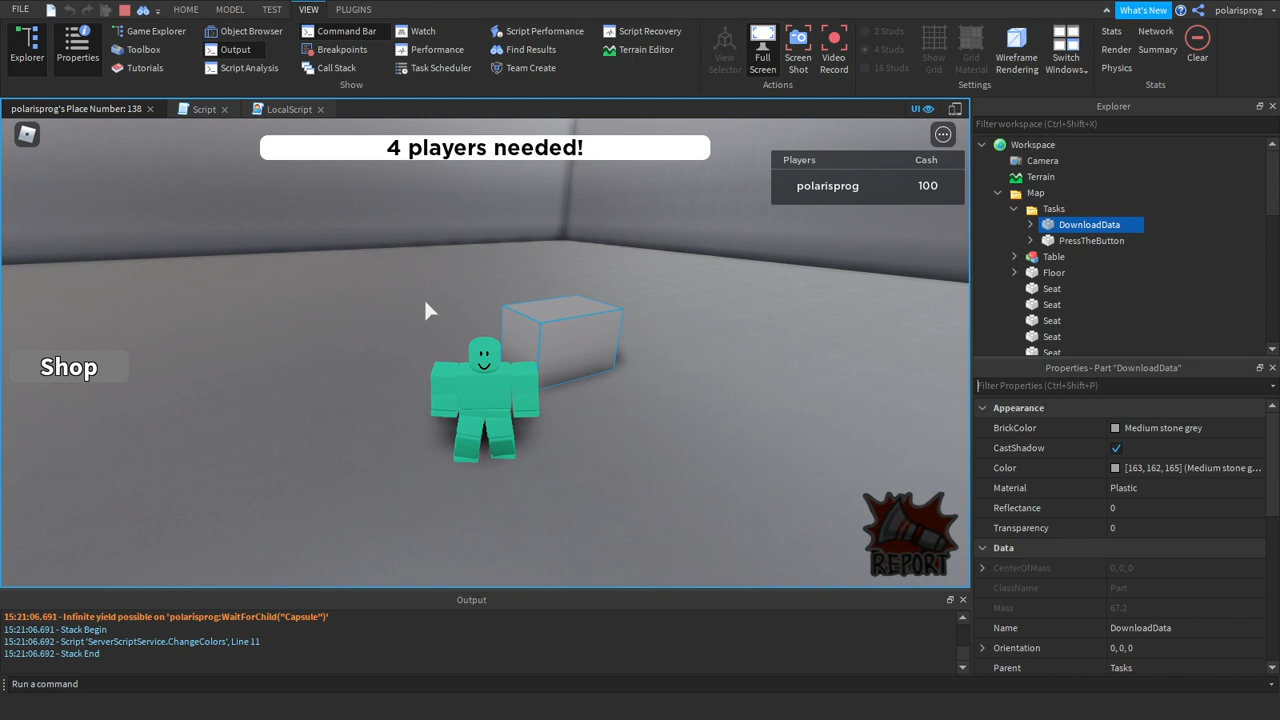 FILE HOME MODEL TEST VIEW PLUGINS What's New polarisprog
Explorer Properties Game Explorer Object Browser Command Bar Watch Script Performance Script Recovery
Toolbox Output Breakpoints Performance Find Results Terrain Editor
Tutorials Script Analysis Call Stack Task Scheduler Team Create
View Selector Full Screen Screen Shot Video Record
2 Studs
4 Studs
16 Studs
Show Grid Grid Material Wireframe Rendering Switch Windows
Stats Network
Render Summary
Physics
Clear
Show Actions Settings Stats
polarisprog's Place Number: 138 Script LocalScript UI
4 players needed!
Players Cash
polarisprog 100
Shop
REPORT
Output
15:21:06.691 - Infinite yield possible on 'polarisprog:WaitForChild("Capsule")'
15:21:06.691 - Stack Begin
15:21:06.692 - Script 'ServerScriptService.ChangeColors', Line 11
15:21:06.692 - Stack End
Run a command
Explorer
Filter workspace (Ctrl+Shift+X)
Workspace
Camera
Terrain
Map
Tasks
DownloadData
PressTheButton
Table
Floor
Seat
Seat
Seat
Seat
Seat
Properties - Part "DownloadData"
Filter Properties (Ctrl+Shift+P)
Appearance
BrickColor Medium stone grey
CastShadow
Color [163, 162, 165] (Medium stone g...
Material Plastic
Reflectance 0
Transparency 0
Data
CenterOfMass 0, 0, 0
ClassName Part
Mass 67.2
Name DownloadData
Orientation 0, 0, 0
Parent Tasks